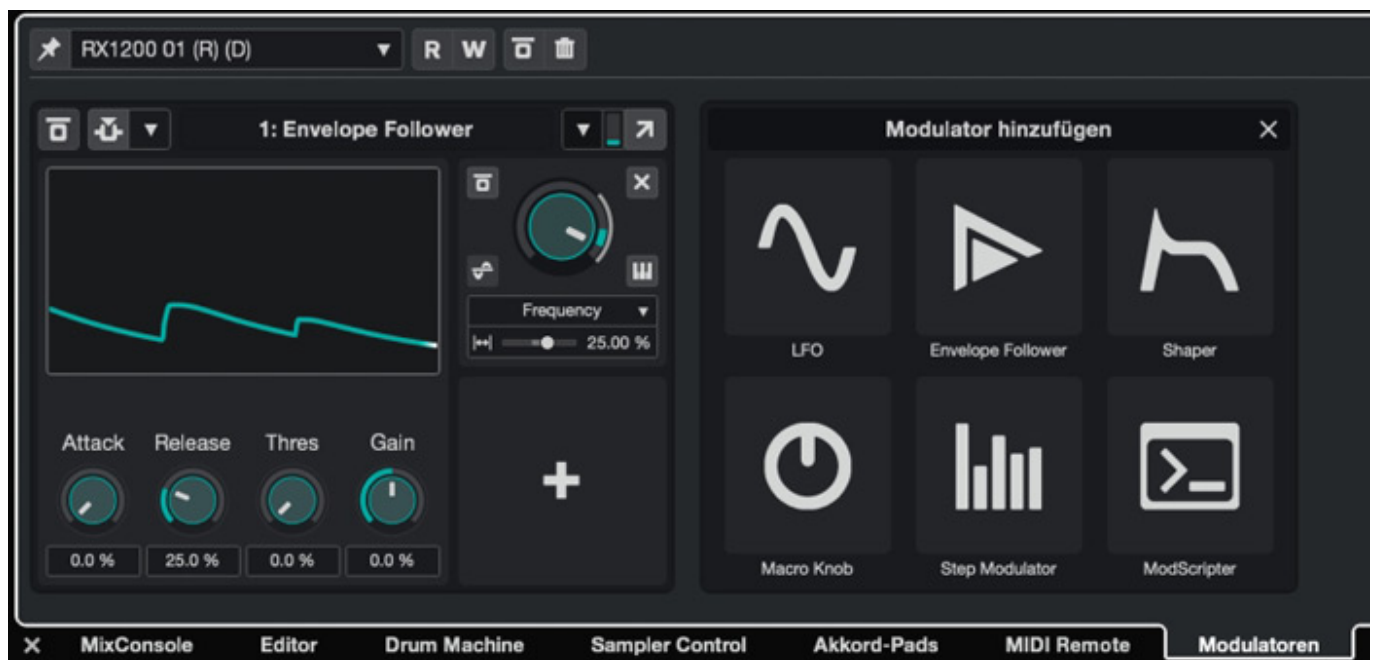 RX1200 01 (R) (D)
R W
1: Envelope Follower
Modulator hinzufügen
Frequency
25.00 %
LFO
Envelope Follower
Shaper
Attack
Release
Thres
Gain
0.0 %
25.0 %
0.0 %
0.0 %
Macro Knob
Step Modulator
ModScripter
MixConsole
Editor
Drum Machine
Sampler Control
Akkord-Pads
MIDI Remote
Modulatoren